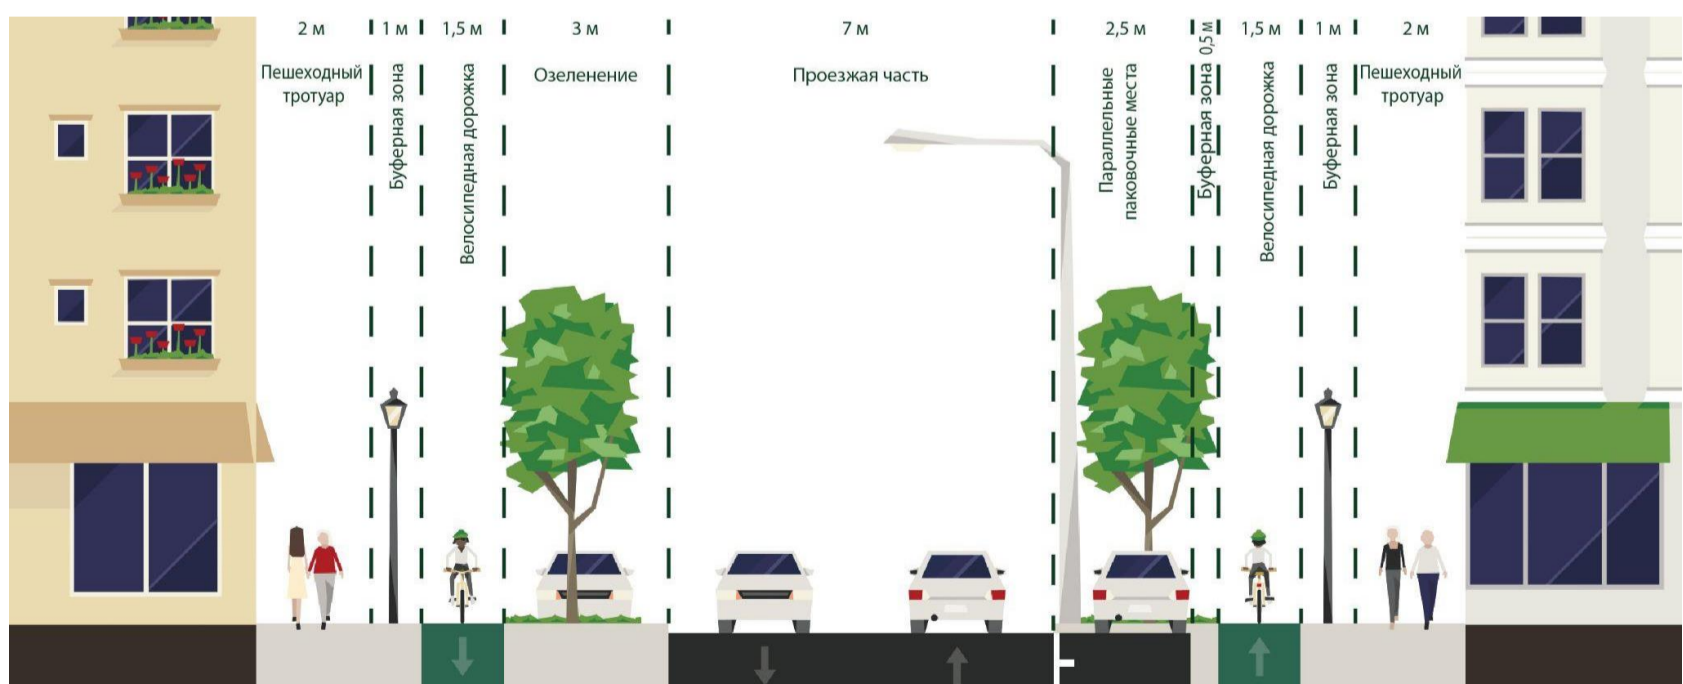 2 м
Пешеходный
тротуар
1 м
Буферная зона
1,5 м
Велосипедная дорожка
3 м
Озеленение
7 м
Проезжая часть
2,5 м
Параллельные
паковочные места
Буферная зона 0,5 м
1,5 м
Велосипедная дорожка
1 м
Буферная зона
2 м
Пешеходный
тротуар